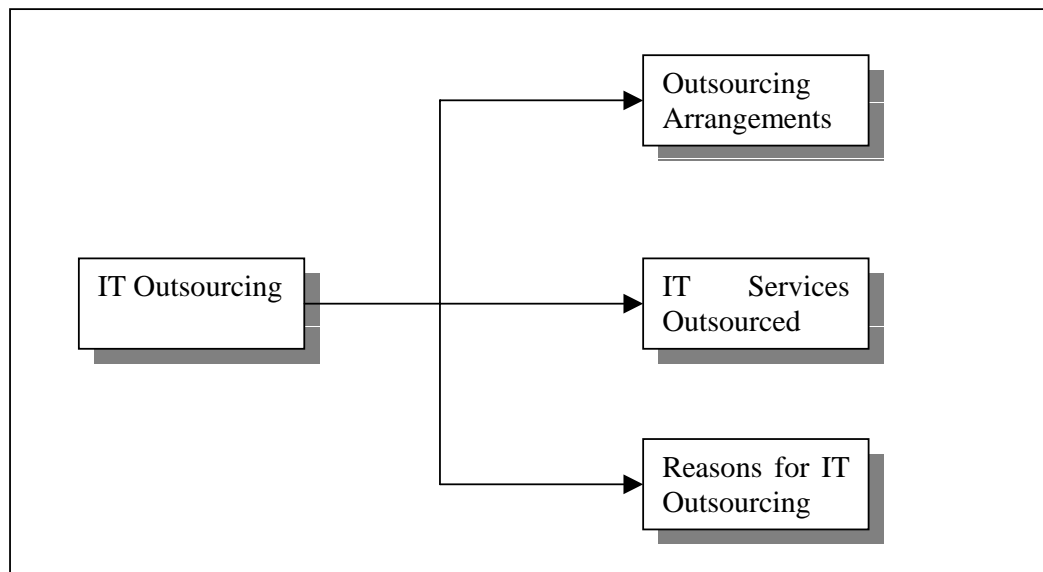 Outsourcing
Arrangements
IT Outsourcing
IT Services
Outsourced
Reasons for IT
Outsourcing